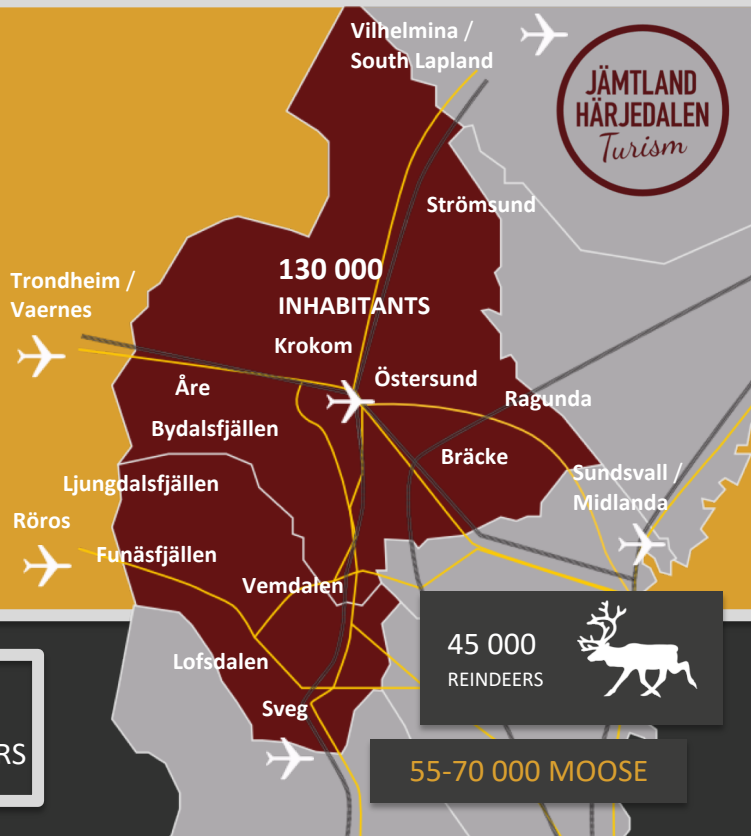 Vilhelmina /
South Lapland
JÄMTLAND
HÄRJEDALEN
Turism
Strömsund
130 000
INHABITANTS
Trondheim /
Vaernes
Krokom
Östersund
Åre
Ragunda
Bydalsfjällen
Bräcke
Ljungdalsfjällen
Sundsvall /
Midlanda
Röros
Funäsfjällen
Vemdalen
45 000
REINDEERS
Lofsdalen
Sveg
RS
55-70 000 MOOSE